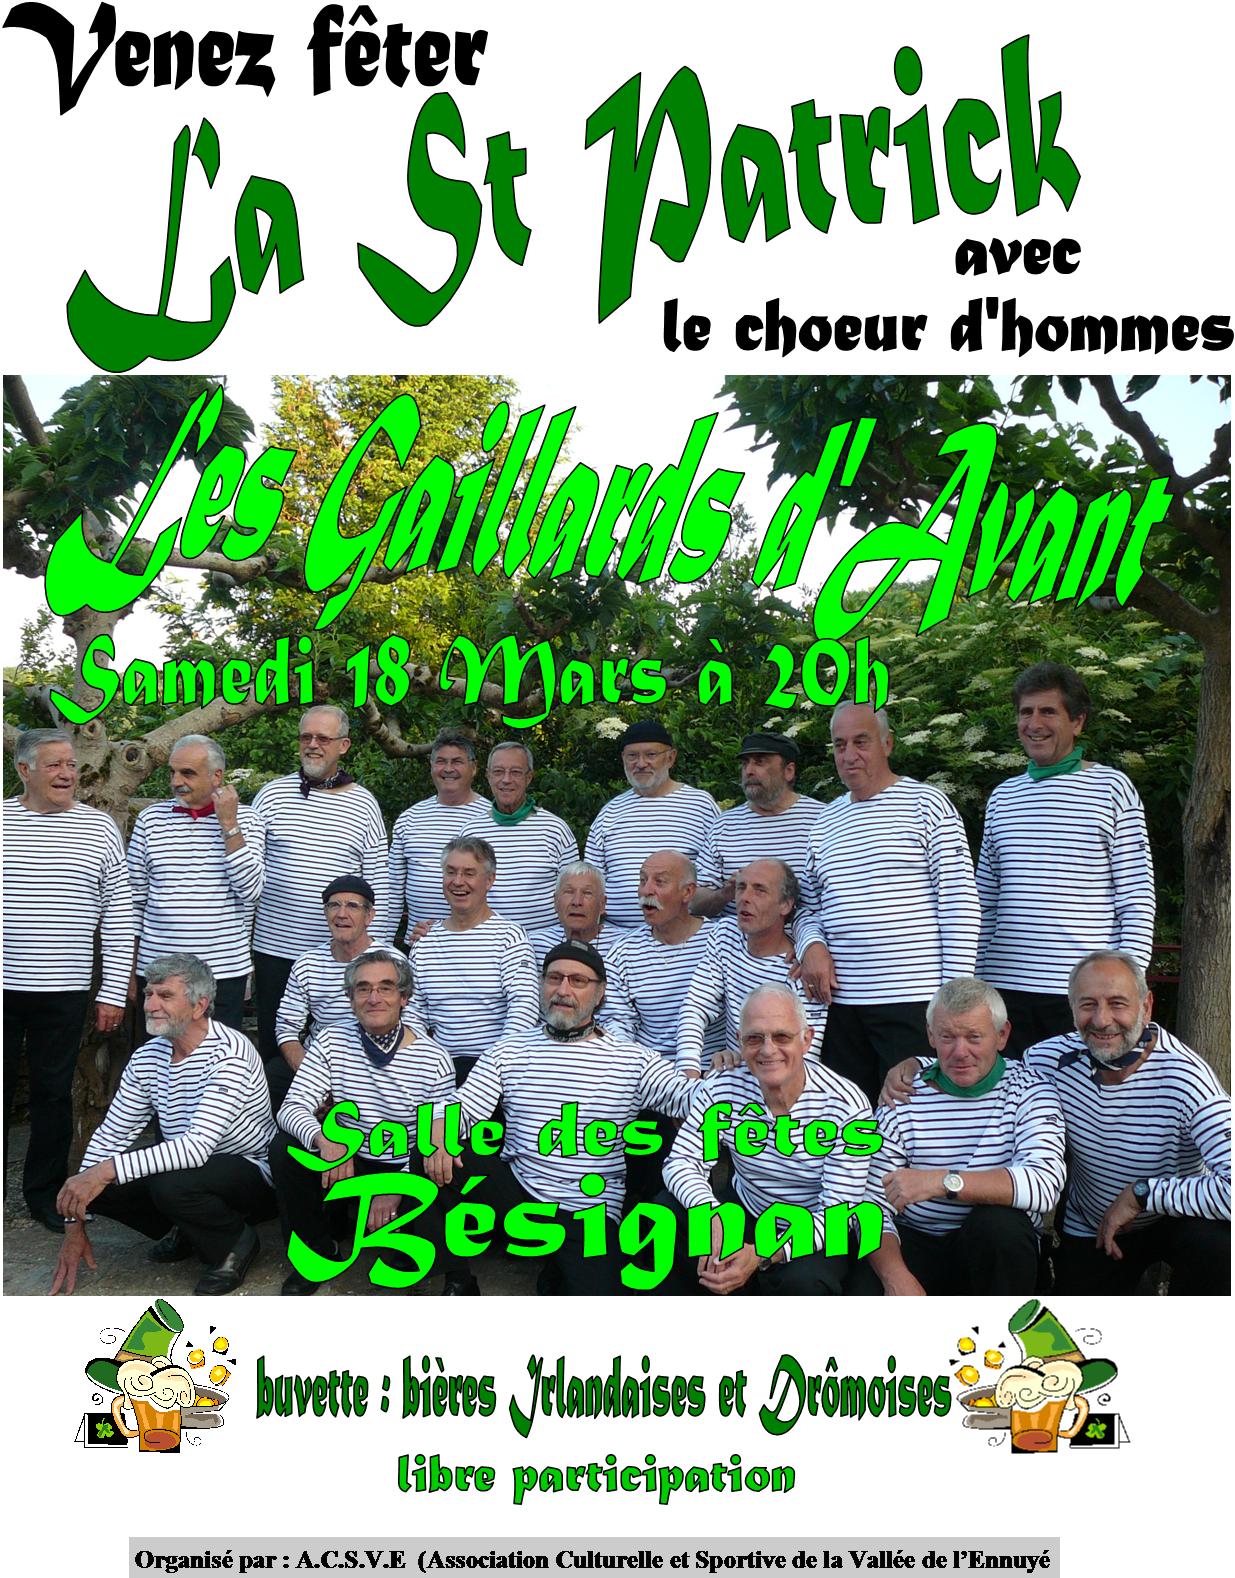 Venez fêter
La St Patrick
avec
le choeur d'hommes
Les Gaillards d'Avant
Samedi 18 Mars à 20h
Salle des fêtes
Bésignan
buvette : bières Irlandaises et Drômoises
libre participation
Organisé par : A.C.S.V.E (Association Culturelle et Sportive de la Vallée de l’Ennuyé